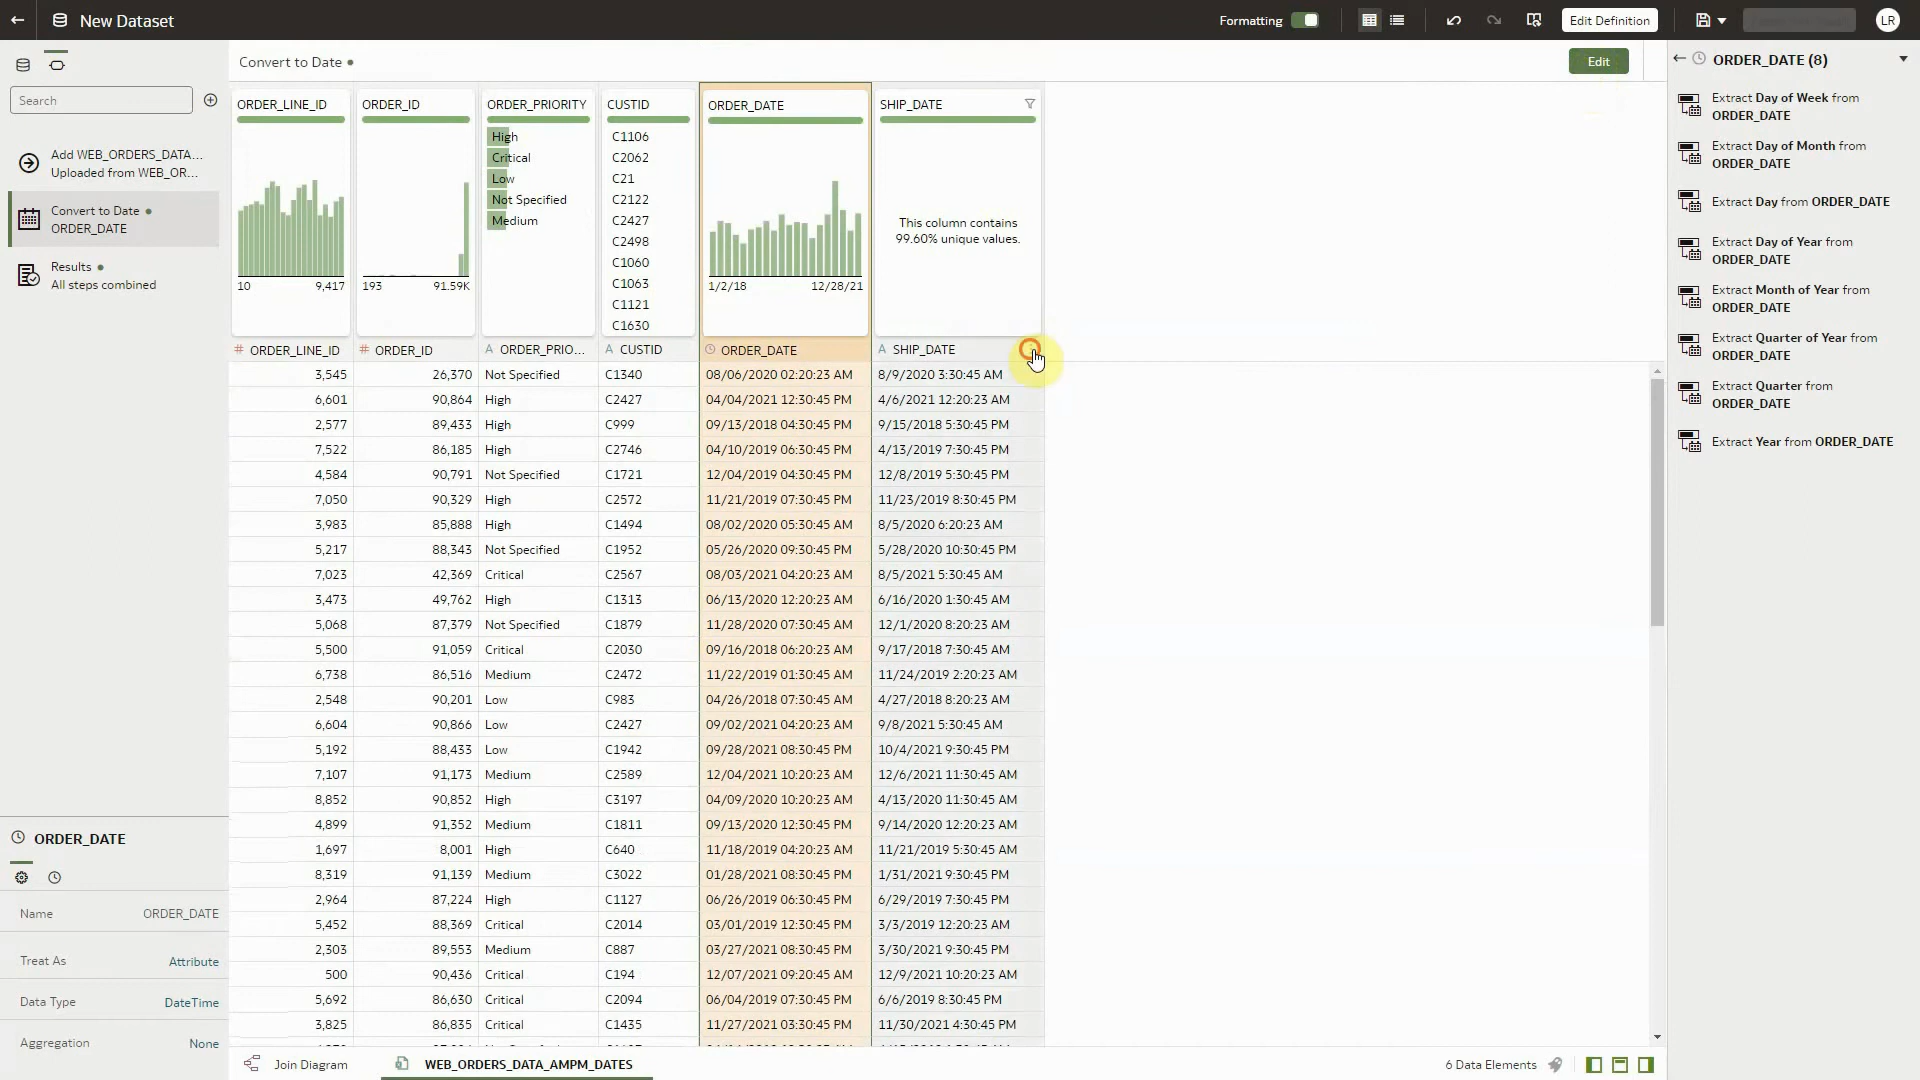 New Dataset
Formatting
Edit Definition
LR
Convert to Date
Edit
Search
Add WEB_ORDERS_DATA...
Uploaded from WEB_OR...
Convert to Date
ORDER_DATE
Results
All steps combined
ORDER_LINE_ID
10 9,417
ORDER_ID
193 91.59K
ORDER_PRIORITY
High
Critical
Low
Not Specified
Medium
CUSTID
C1106
C2062
C21
C2122
C2427
C2498
C1060
C1063
C1121
C1630
ORDER_DATE
1/2/18 12/28/21
SHIP_DATE
This column contains
99.60% unique values.
# ORDER_LINE_ID # ORDER_ID A ORDER_PRIO... A CUSTID ORDER_DATE A SHIP_DATE
3,545 26,370 Not Specified C1340 08/06/2020 02:20:23 AM 8/9/2020 3:30:45 AM
6,601 90,864 High C2427 04/04/2021 12:30:45 PM 4/6/2021 12:20:23 AM
2,577 89,433 High C999 09/13/2018 04:30:45 PM 9/15/2018 5:30:45 PM
7,522 86,185 High C2746 04/10/2019 06:30:45 PM 4/13/2019 7:30:45 PM
4,584 90,791 Not Specified C1721 12/04/2019 04:30:45 PM 12/8/2019 5:30:45 PM
7,050 90,329 High C2572 11/21/2019 07:30:45 PM 11/23/2019 8:30:45 PM
3,983 85,888 High C1494 08/02/2020 05:30:45 AM 8/5/2020 6:20:23 AM
5,217 88,343 Not Specified C1952 05/26/2020 09:30:45 PM 5/28/2020 10:30:45 PM
7,023 42,369 Critical C2567 08/03/2021 04:20:23 AM 8/5/2021 5:30:45 AM
3,473 49,762 High C1313 06/13/2020 12:20:23 AM 6/16/2020 1:30:45 AM
5,068 87,379 Not Specified C1879 11/28/2020 07:30:45 AM 12/1/2020 8:20:23 AM
5,500 91,059 Critical C2030 09/16/2018 06:20:23 AM 9/17/2018 7:30:45 AM
6,738 86,516 Medium C2472 11/22/2019 01:30:45 AM 11/24/2019 2:20:23 AM
2,548 90,201 Low C983 04/26/2018 07:30:45 AM 4/27/2018 8:20:23 AM
6,604 90,866 Low C2427 09/02/2021 04:20:23 AM 9/8/2021 5:30:45 AM
5,192 88,433 Low C1942 09/28/2021 08:30:45 PM 10/4/2021 9:30:45 PM
7,107 91,173 Medium C2589 12/04/2021 10:20:23 AM 12/6/2021 11:30:45 AM
8,852 90,852 High C3197 04/09/2020 10:20:23 AM 4/13/2020 11:30:45 AM
4,899 91,352 Medium C1811 09/13/2020 12:30:45 PM 9/14/2020 12:20:23 AM
1,697 8,001 High C640 11/18/2019 04:20:23 AM 11/21/2019 5:30:45 AM
8,319 91,139 Medium C3022 01/28/2021 08:30:45 PM 1/31/2021 9:30:45 PM
2,964 87,224 High C1127 06/26/2019 06:30:45 PM 6/29/2019 7:30:45 PM
5,452 88,369 Critical C2014 03/01/2019 12:30:45 PM 3/3/2019 12:20:23 AM
2,303 89,553 Medium C887 03/27/2021 08:30:45 PM 3/30/2021 9:30:45 PM
500 90,436 Critical C194 12/07/2021 09:20:45 AM 12/9/2021 10:20:23 AM
5,692 86,630 Critical C2094 06/04/2019 07:30:45 PM 6/6/2019 8:30:45 PM
3,825 86,835 Critical C1435 11/27/2021 03:30:45 PM 11/30/2021 4:30:45 PM
ORDER_DATE
Name ORDER_DATE
Treat As Attribute
Data Type DateTime
Aggregation None
Join Diagram
WEB_ORDERS_DATA_AMPM_DATES
6 Data Elements
ORDER_DATE (8)
Extract Day of Week from
ORDER_DATE
Extract Day of Month from
ORDER_DATE
Extract Day from ORDER_DATE
Extract Day of Year from
ORDER_DATE
Extract Month of Year from
ORDER_DATE
Extract Quarter of Year from
ORDER_DATE
Extract Quarter from
ORDER_DATE
Extract Year from ORDER_DATE